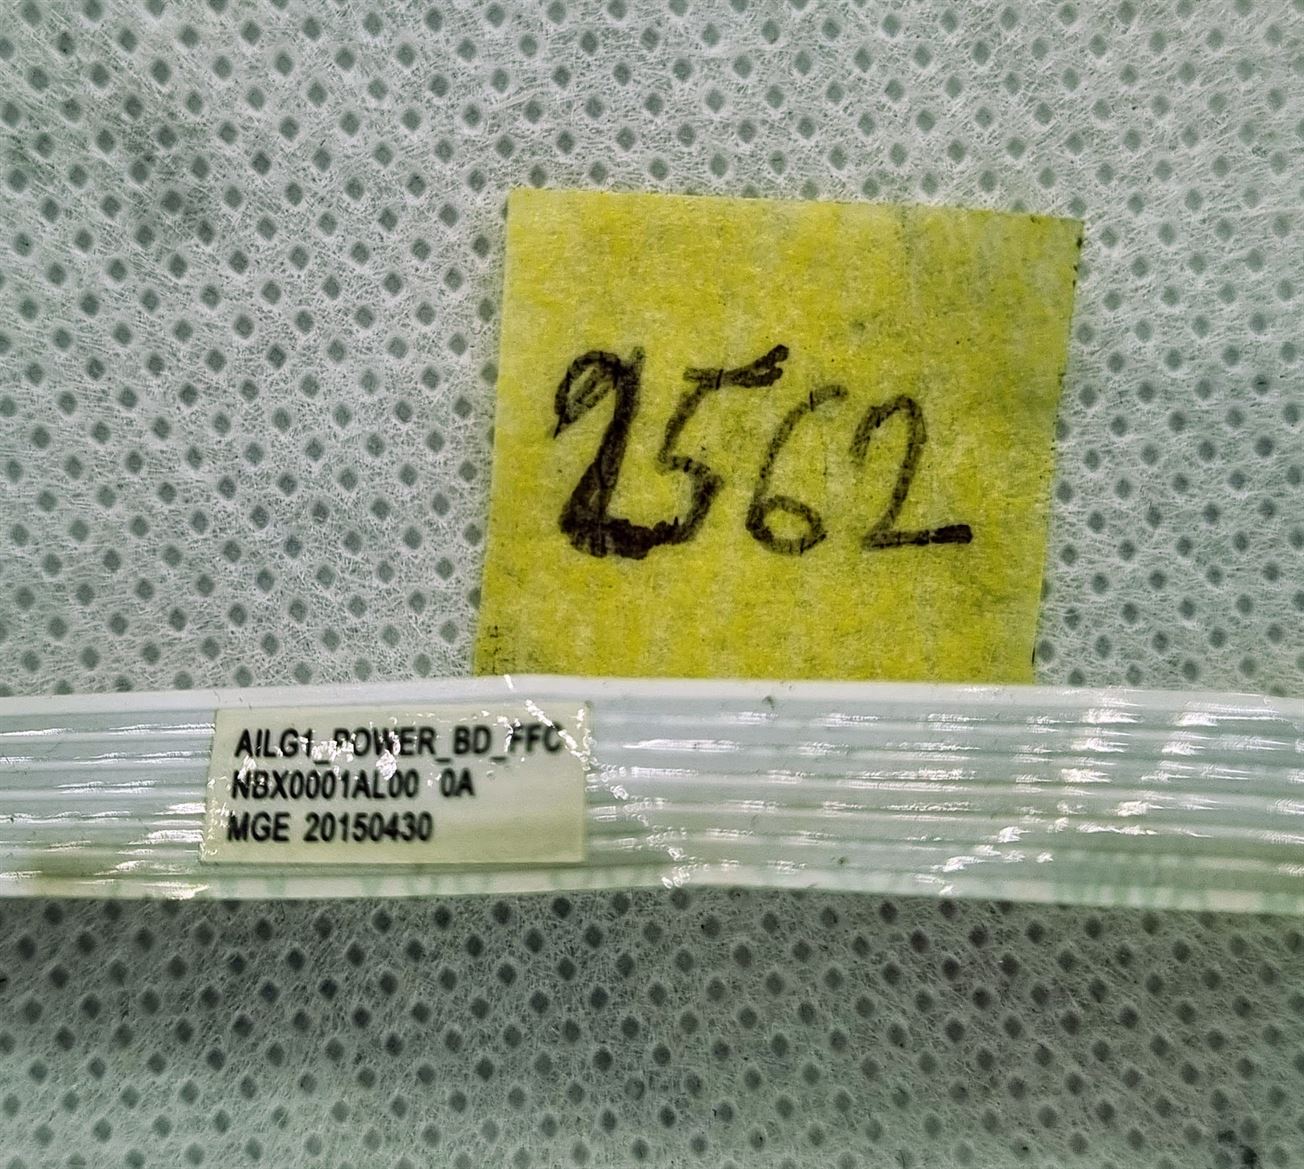 2562
AILG1_POWER_BD_FFC
NBX0001AL00 0A
MGE 20150430